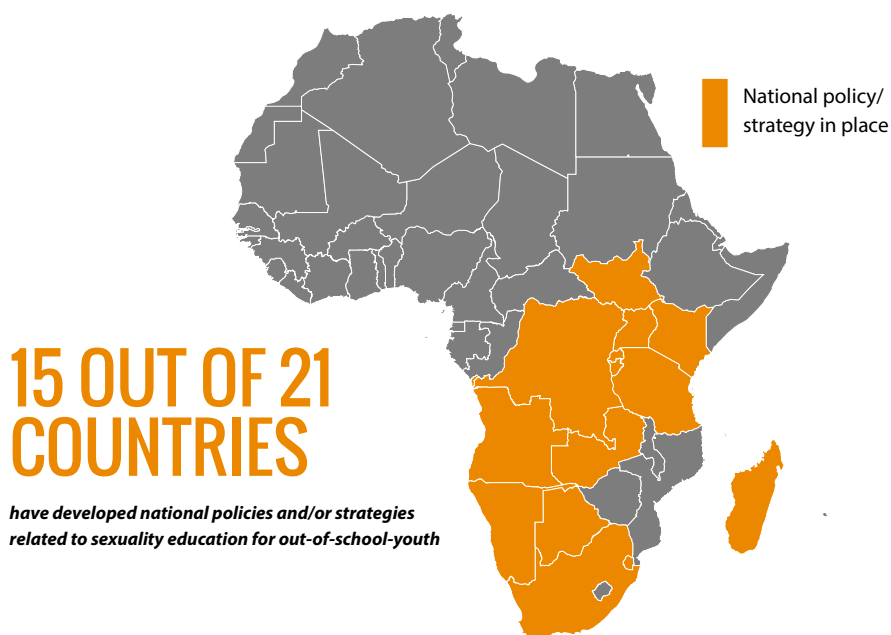 National policy/
strategy in place
15 OUT OF 21
COUNTRIES
have developed national policies and/or strategies
related to sexuality education for out-of-school-youth